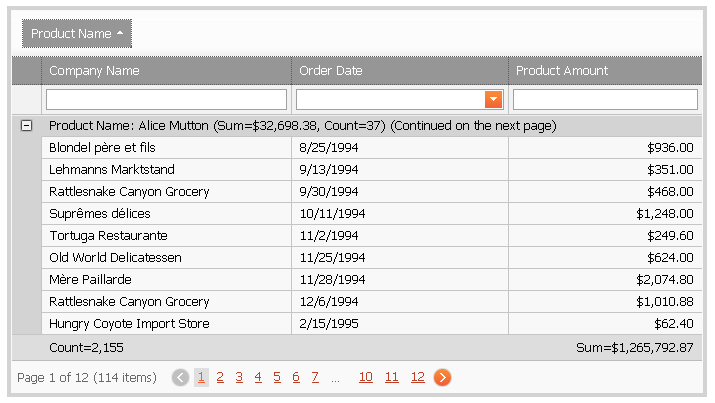 Product Name
Company Name Order Date Product Amount
Product Name: Alice Mutton (Sum=$32,698.38, Count=37) (Continued on the next page)
Blondel père et fils 8/25/1994 $936.00
Lehmanns Marktstand 9/13/1994 $351.00
Rattlesnake Canyon Grocery 9/30/1994 $468.00
Suprêmes délices 10/11/1994 $1,248.00
Tortuga Restaurante 11/2/1994 $249.60
Old World Delicatessen 11/25/1994 $624.00
Mère Paillarde 11/28/1994 $2,074.80
Rattlesnake Canyon Grocery 12/6/1994 $1,010.88
Hungry Coyote Import Store 2/15/1995 $62.40
Count=2,155 Sum=$1,265,792.87
Page 1 of 12 (114 items) 1 2 3 4 5 6 7 ... 10 11 12